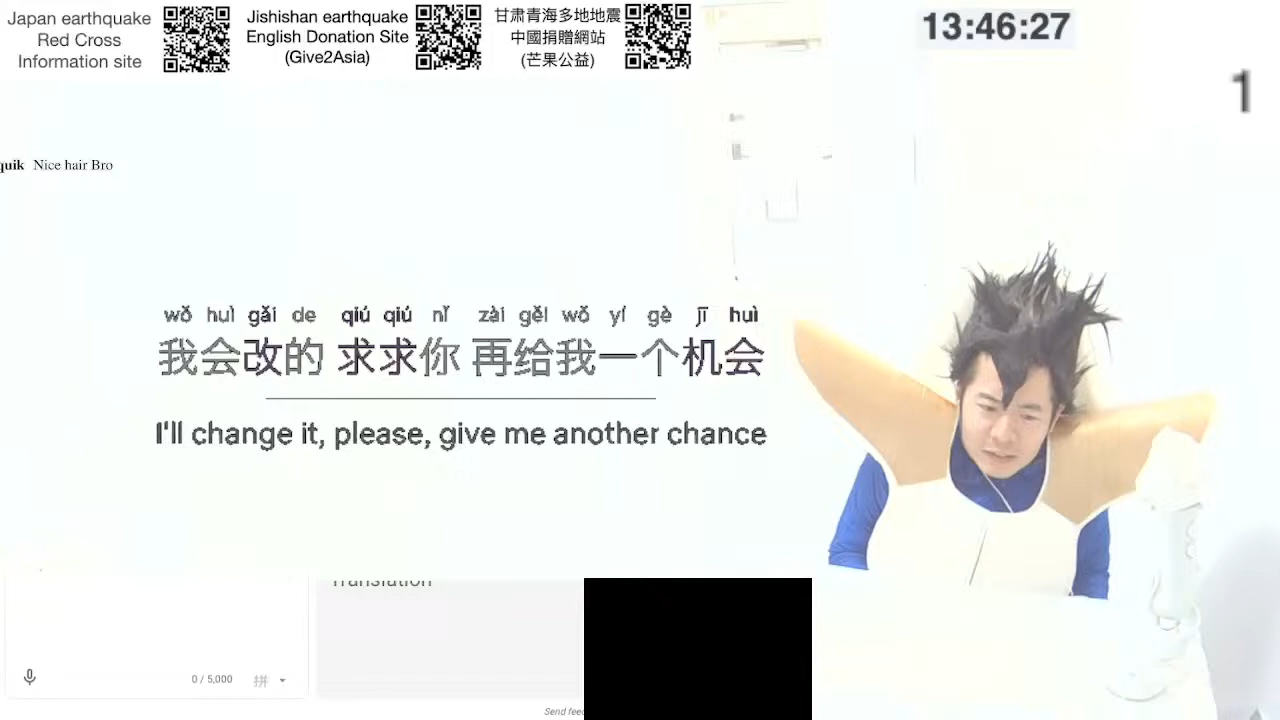 Japan earthquake
Red Cross
Information site
Jishishan earthquake
English Donation Site
(Give2Asia)
甘肅青海多地地震
中國捐贈網站
(芒果公益)
13:46:27
1
quik Nice hair Bro
wǒ huì gǎi de qiú qiú nǐ zài gěi wǒ yí gè jī huì
我会改的 求求你 再给我一个机会
I'll change it, please, give me another chance
Translation
0 / 5,000
拼
Send